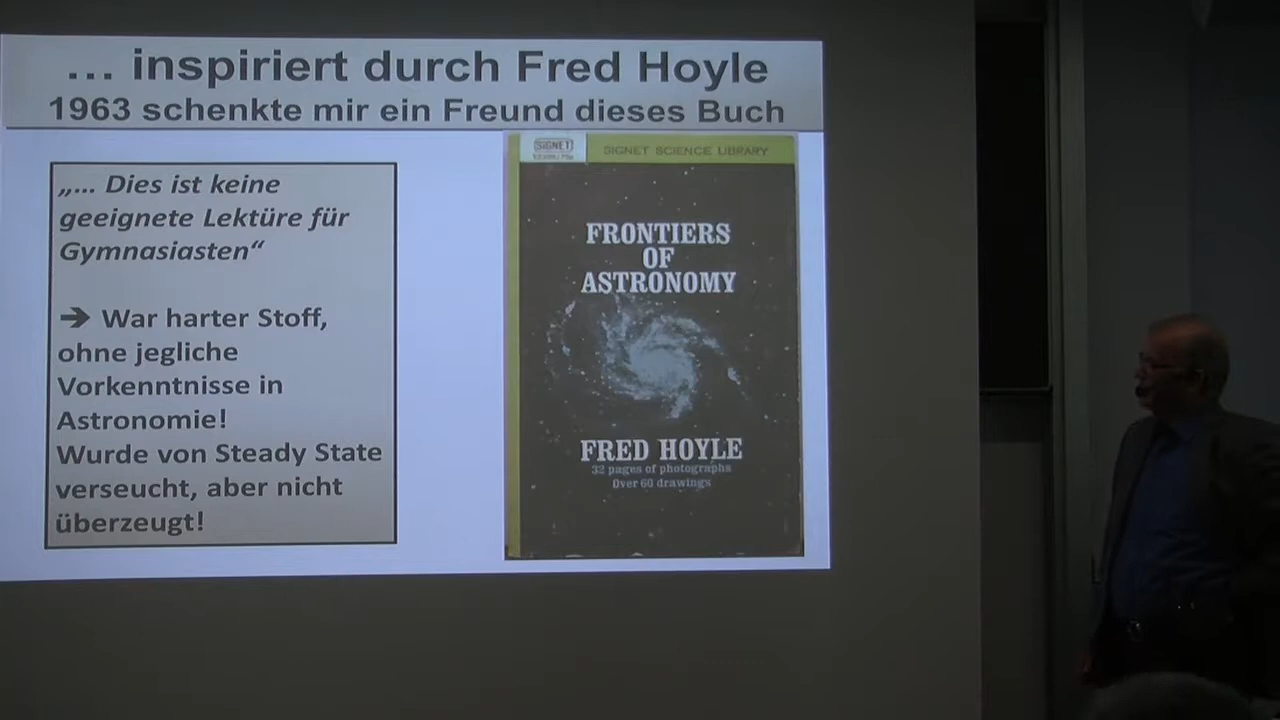 ... inspiriert durch Fred Hoyle
1963 schenkte mir ein Freund dieses Buch
„... Dies ist keine
geeignete Lektüre für
Gymnasiasten“
➔ War harter Stoff,
ohne jegliche
Vorkenntnisse in
Astronomie!
Wurde von Steady State
verseucht, aber nicht
überzeugt!
SIGNET
SIGNET SCIENCE LIBRARY
FRONTIERS
OF
ASTRONOMY
FRED HOYLE
32 pages of photographs
Over 60 drawings